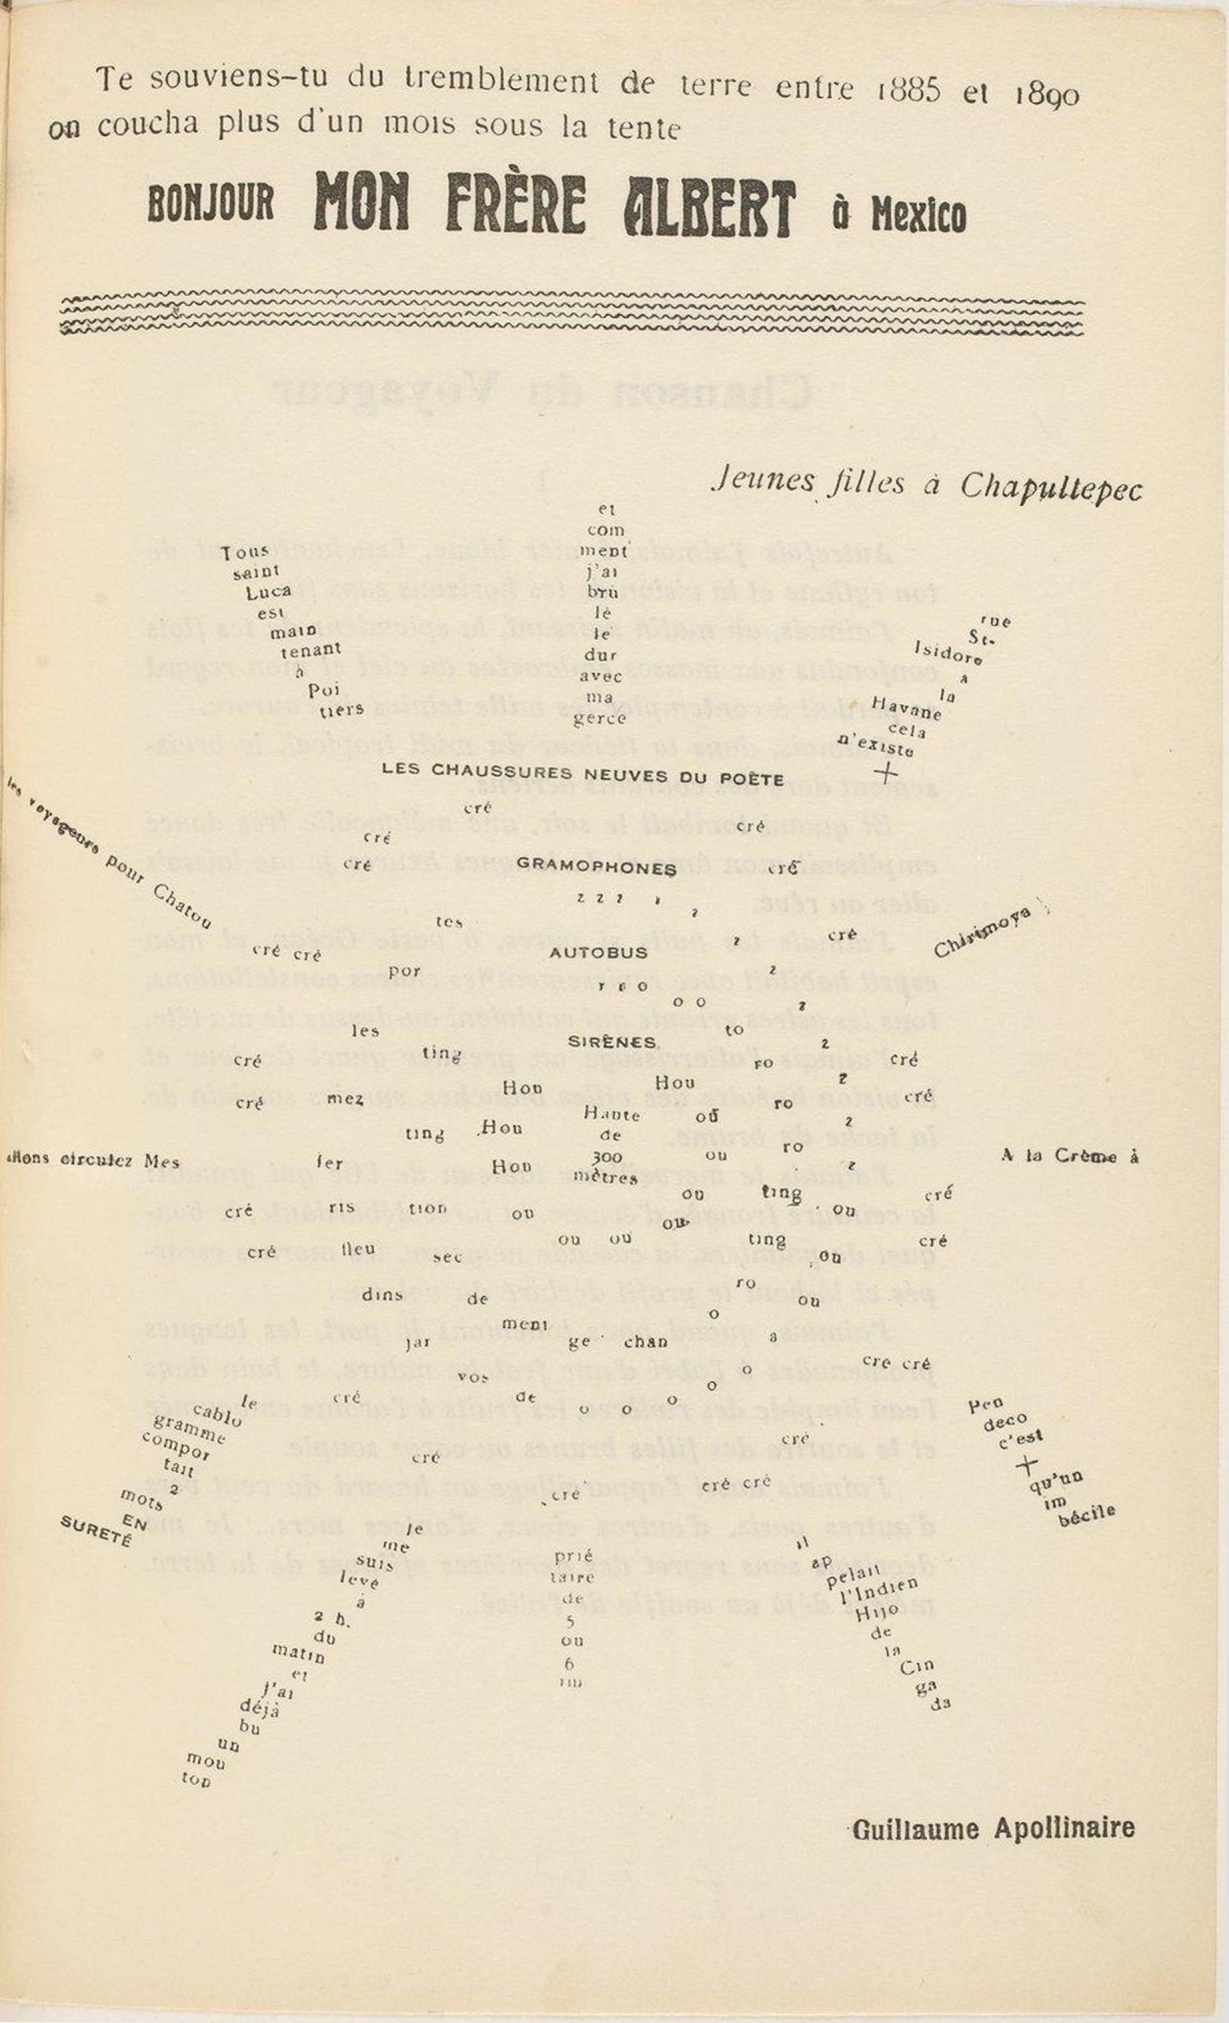 Te souviens-tu du tremblement de terre entre 1885 et 1890
on coucha plus d'un mois sous la tente
BONJOUR MON FRÈRE ALBERT à Mexico
Jeunes filles à Chapultepec
et
com
ment
j'ai
brû
lé
le
dur
avec
ma
gerce
Tous
saint
Luca
est
main
tenant
à
Poi
tiers
rue
St-
Isidore
à
la
Havane
cela
n'existe
+
LES CHAUSSURES NEUVES DU POÈTE
cré
cré
cré
cré
cré
GRAMOPHONES
z z z
z
z
z
z
z
z
z
z
z
les voyageurs pour Chatou
Chirimoya
tes
cré
cré cré
AUTOBUS
por
r o o
o o
les
to
SIRÈNES
ting
ro
cré
cré
Hou
Hou
cré
mez
ro
cré
Haute
de
300
mètres
ou
ting
Hou
ro
ou
circulez Mes
fer
Hou
A la Crème à
ou
ting
cré
cré
ris
tion
ou
ou
ou
ou
ou
ting
cré
cré
fleu
sec
ou
dins
de
ro
ou
ment
o
jar
ge
chan
a
cre cré
vos
o
o
de
o
o
o
cré
cré
cré
cré
cré cré
le
cablo
gramme
compor
tait
2
mots
EN
SURETÉ
Pen
deco
c'est
+
qu'un
im
bécile
Je
me
suis
levé
à
2 h.
du
matin
et
j'ai
déjà
bu
un
mou
ton
prié
taire
de
5
ou
6
im
il
ap
pelait
l'Indien
Hijo
de
la
Cin
ga
da
Guillaume Apollinaire